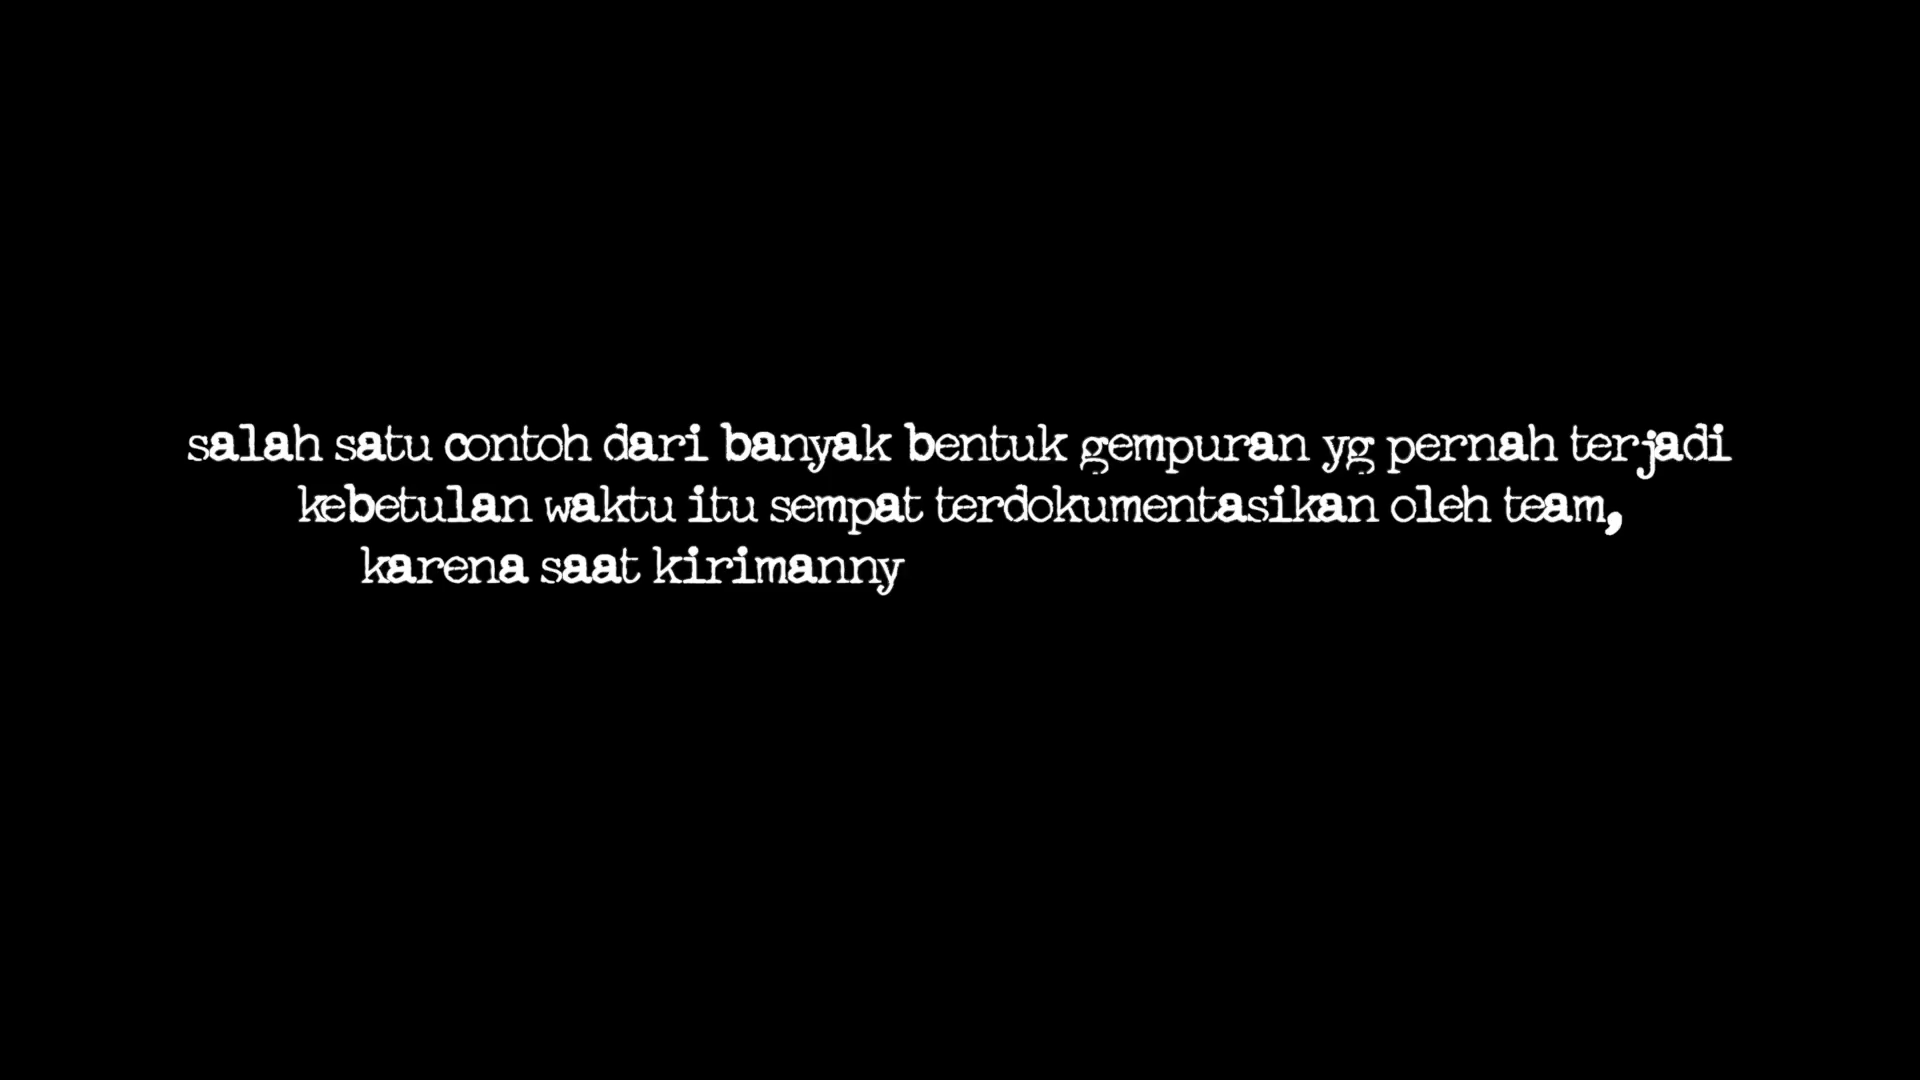 salah satu contoh dari banyak bentuk gempuran yg pernah terjadi
kebetulan waktu itu sempat terdokumentasikan oleh team,
karena saat kirimanny